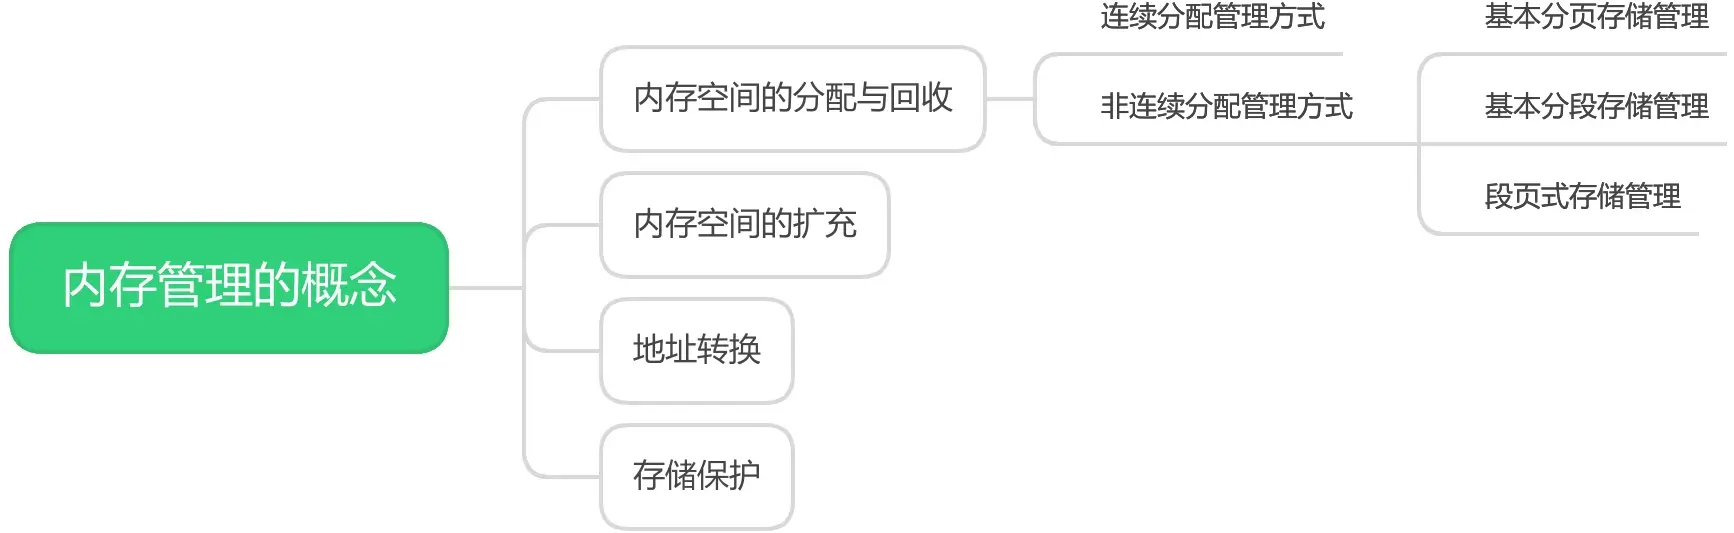 内存管理的概念
内存空间的分配与回收
连续分配管理方式
非连续分配管理方式
基本分页存储管理
基本分段存储管理
段页式存储管理
内存空间的扩充
地址转换
存储保护